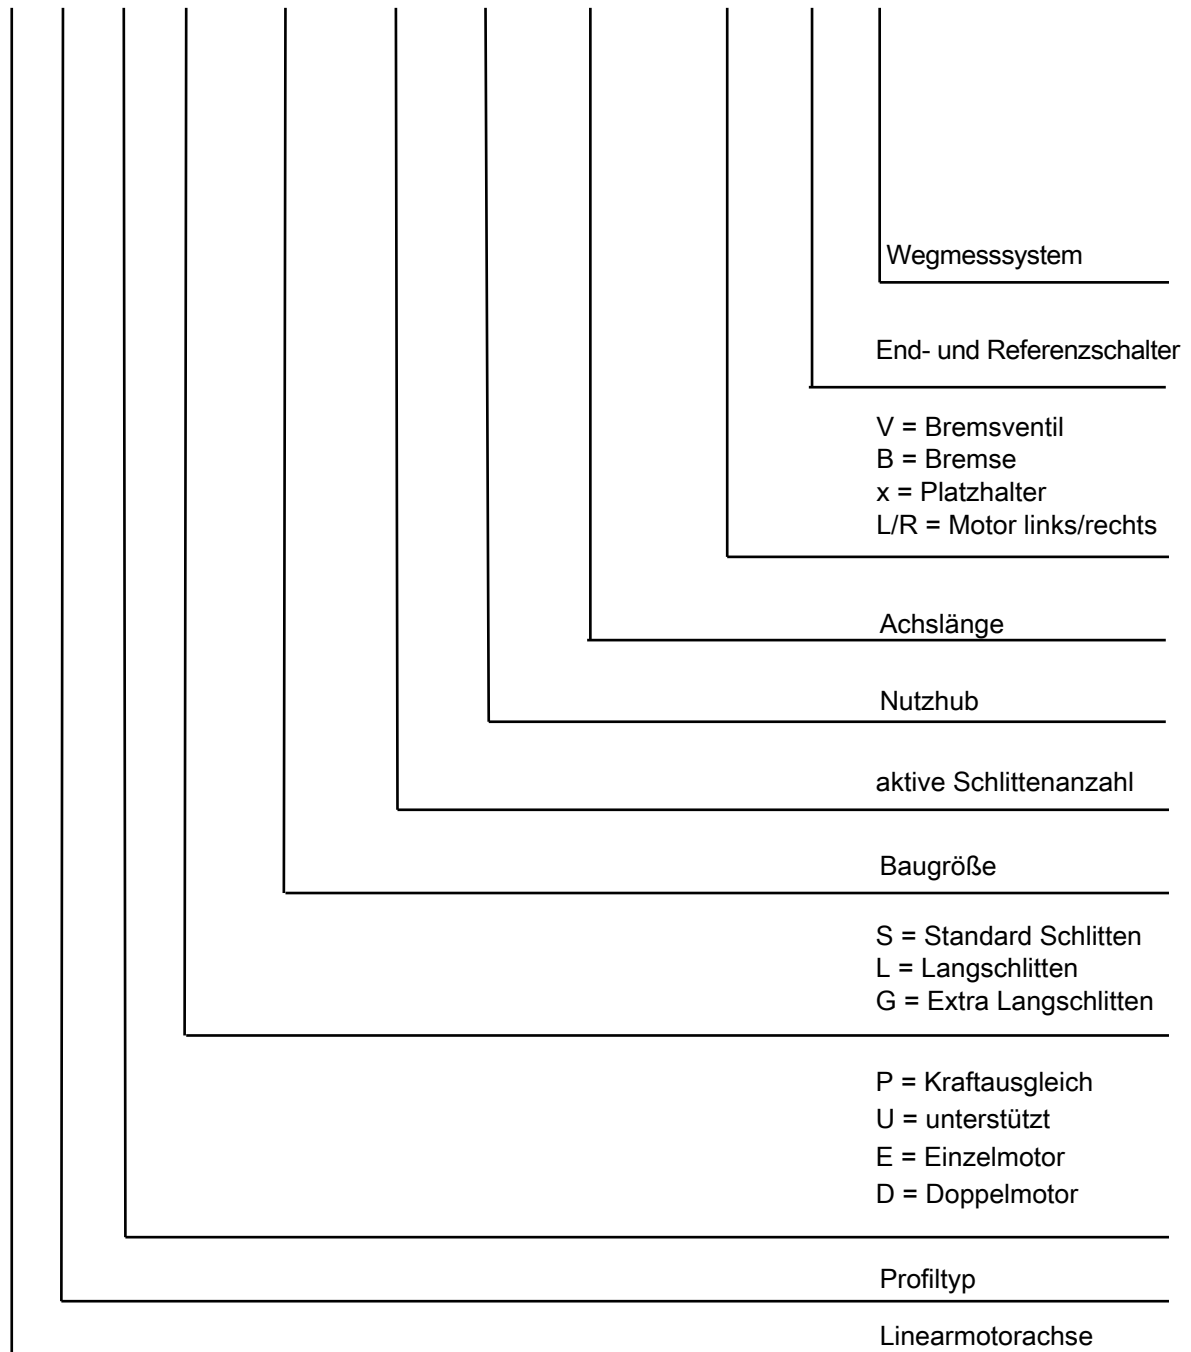 Wegmesssystem
End- und Referenzschalter
V = Bremsventil
B = Bremse
x = Platzhalter
L/R = Motor links/rechts
Achslänge
Nutzhub
aktive Schlittenanzahl
Baugröße
S = Standard Schlitten
L = Langschlitten
G = Extra Langschlitten
P = Kraftausgleich
U = unterstützt
E = Einzelmotor
D = Doppelmotor
Profiltyp
Linearmotorachse